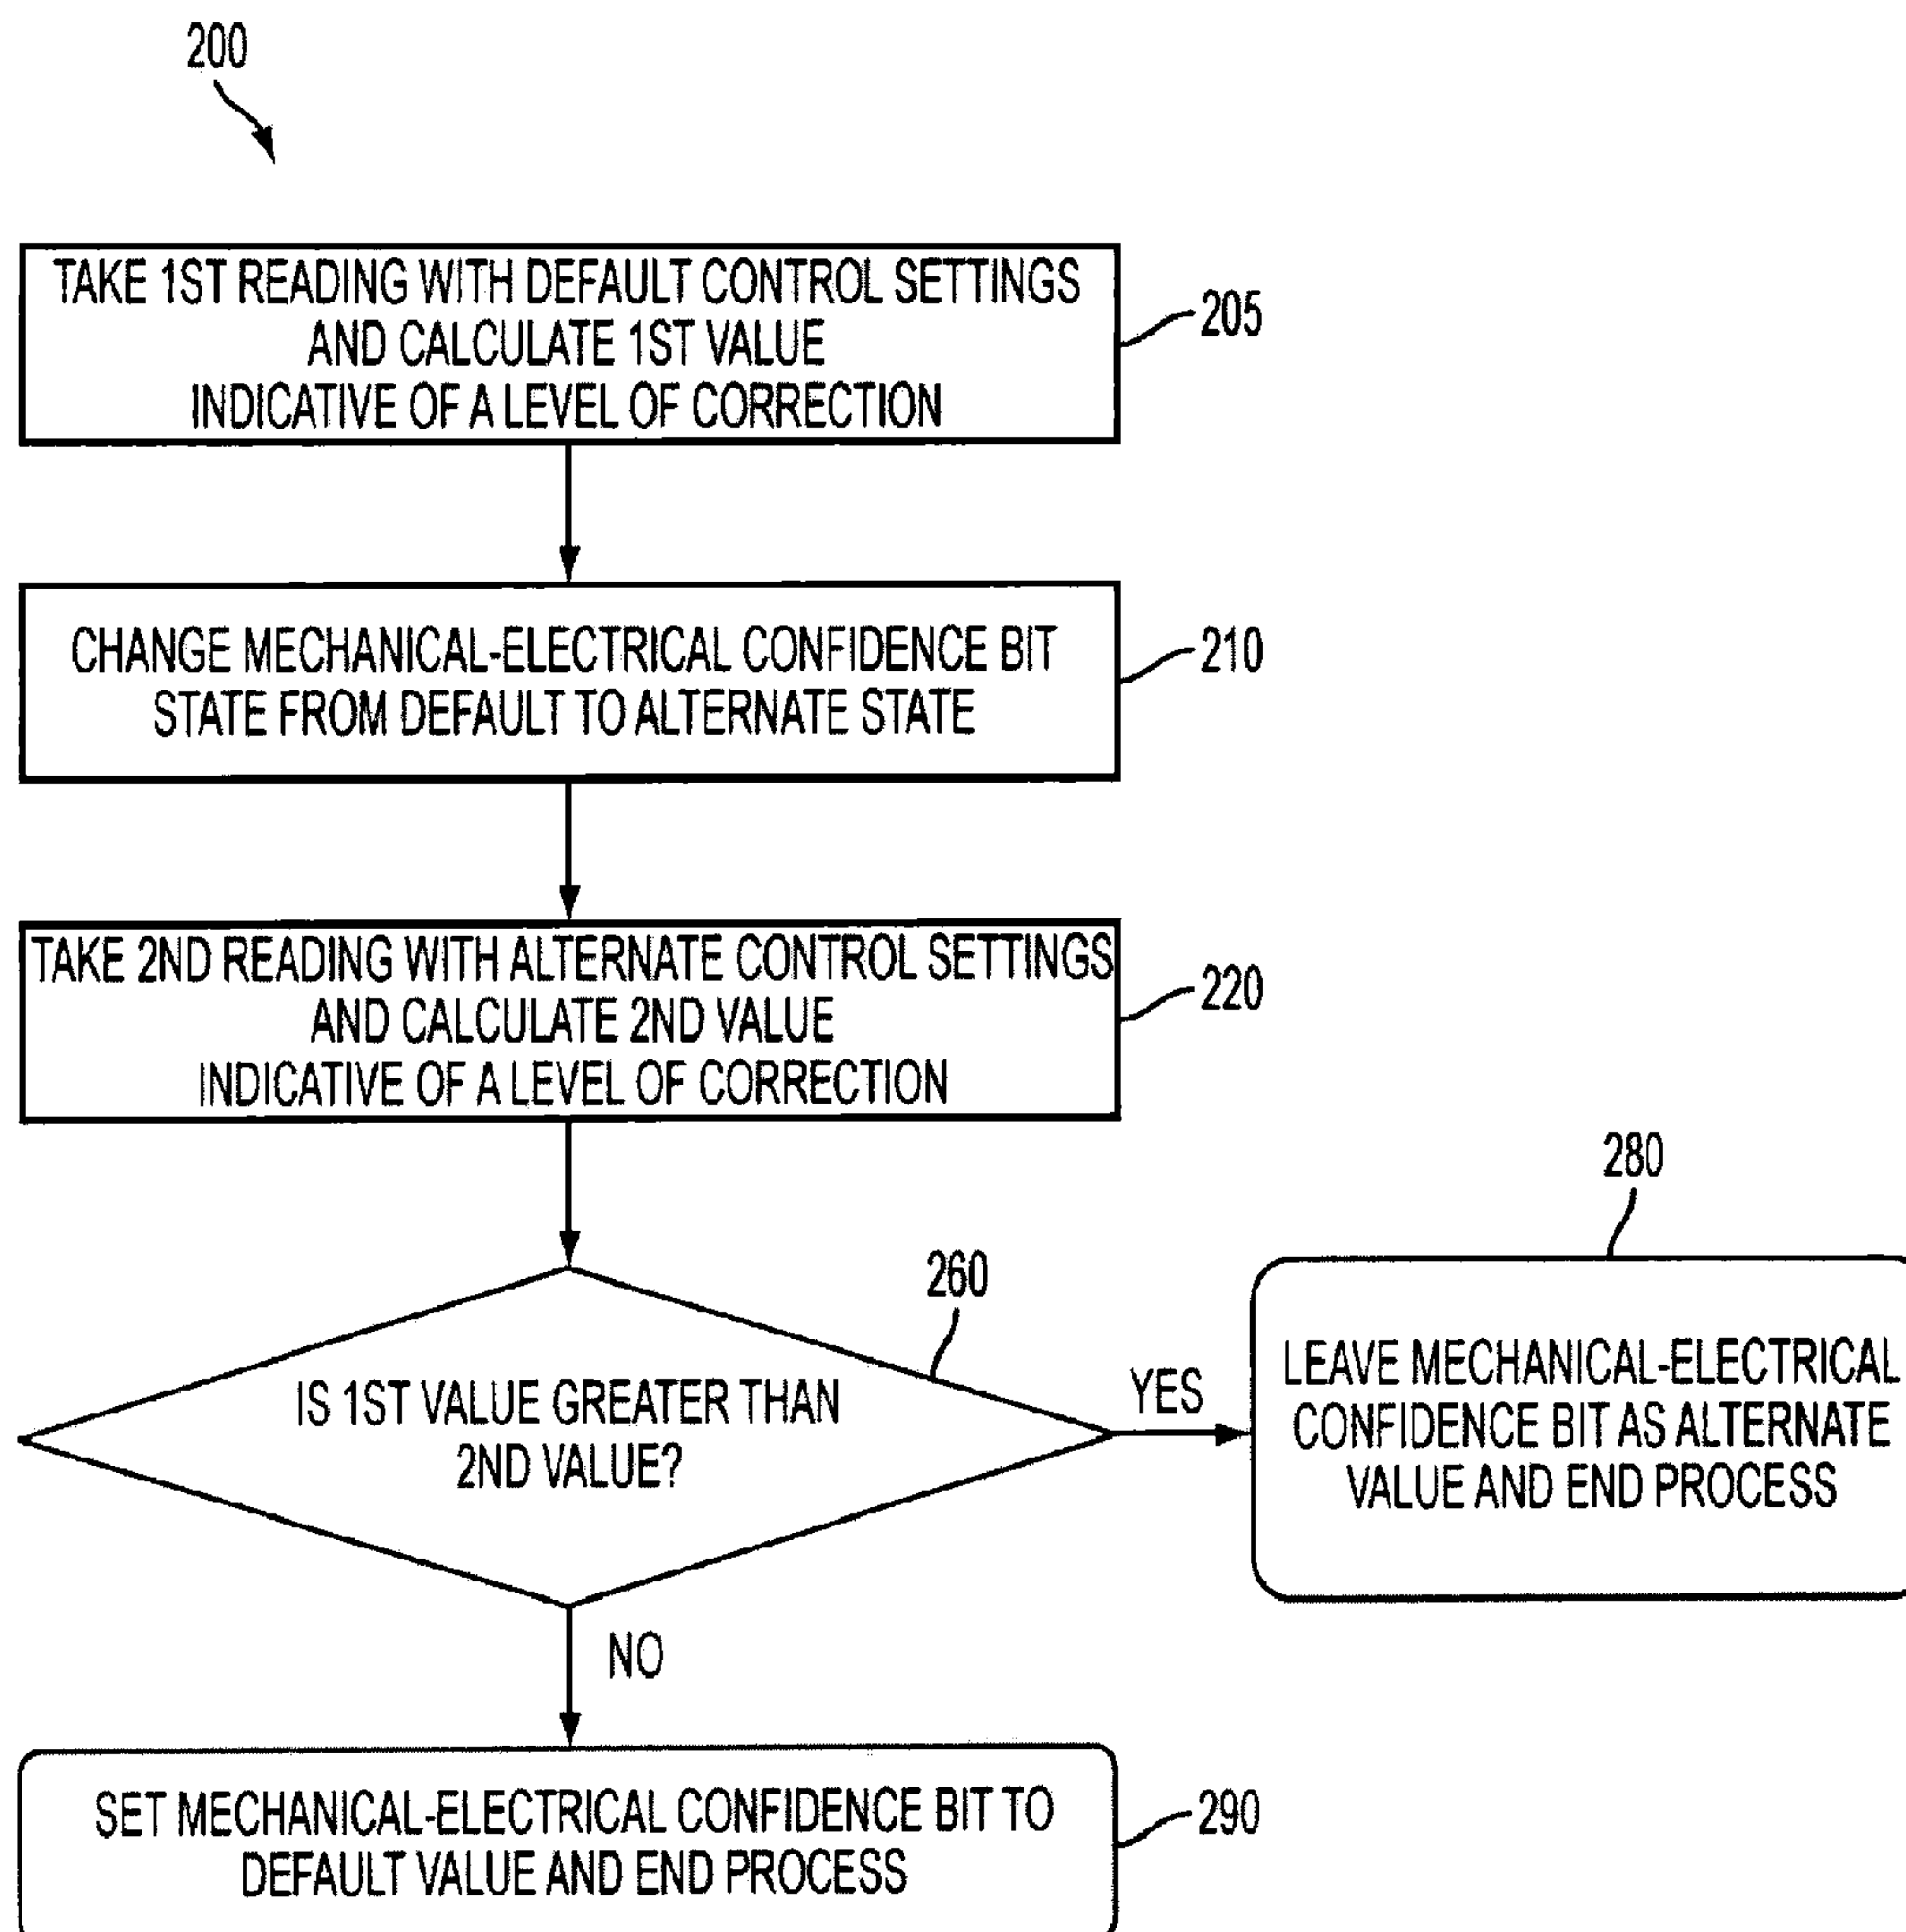 200
TAKE 1ST READING WITH DEFAULT CONTROL SETTINGS
AND CALCULATE 1ST VALUE
INDICATIVE OF A LEVEL OF CORRECTION
205
CHANGE MECHANICAL-ELECTRICAL CONFIDENCE BIT
STATE FROM DEFAULT TO ALTERNATE STATE
210
TAKE 2ND READING WITH ALTERNATE CONTROL SETTINGS
AND CALCULATE 2ND VALUE
INDICATIVE OF A LEVEL OF CORRECTION
220
260
IS 1ST VALUE GREATER THAN
2ND VALUE?
YES
280
LEAVE MECHANICAL-ELECTRICAL
CONFIDENCE BIT AS ALTERNATE
VALUE AND END PROCESS
NO
SET MECHANICAL-ELECTRICAL CONFIDENCE BIT TO
DEFAULT VALUE AND END PROCESS
290